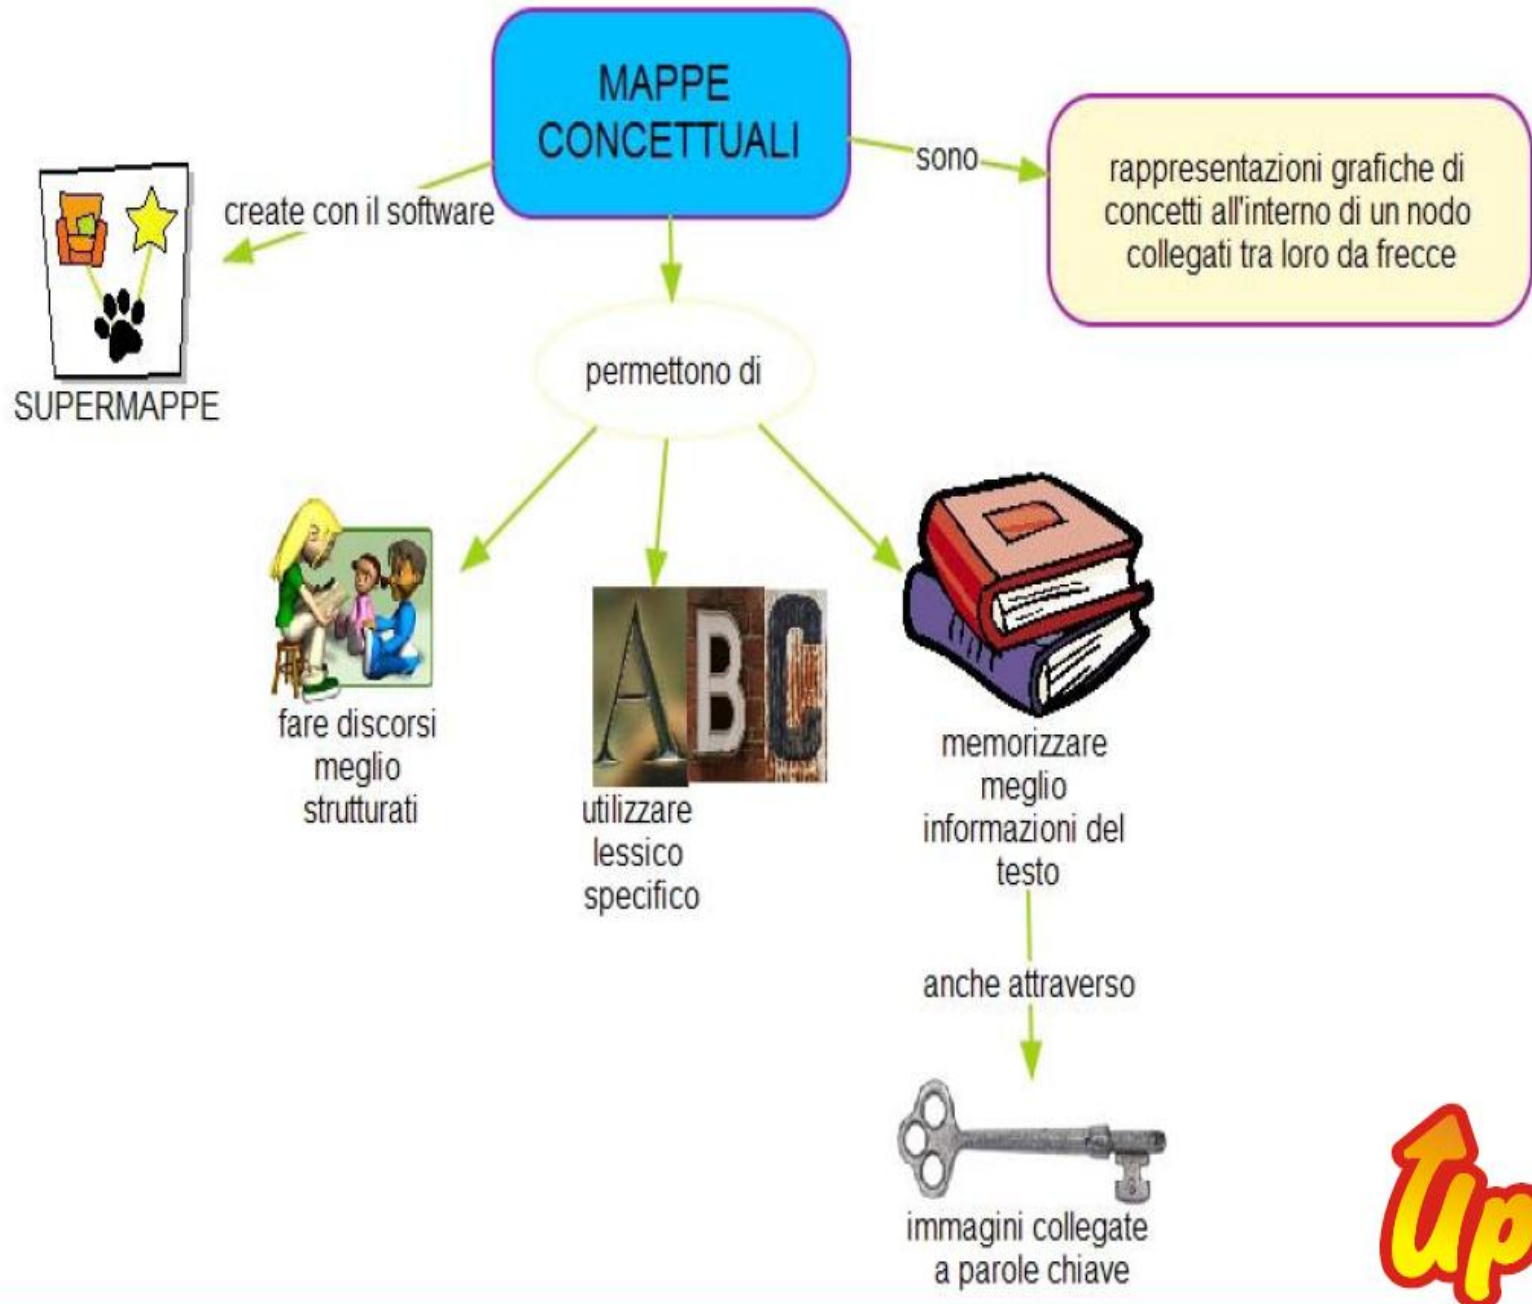 MAPPE
CONCETTUALI
sono
rappresentazioni grafiche di
concetti all'interno di un nodo
collegati tra loro da frecce
create con il software
SUPERMAPPE
permettono di
fare discorsi
meglio
strutturati
ABC
utilizzare
lessico
specifico
memorizzare
meglio
informazioni del
testo
anche attraverso
immagini collegate
a parole chiave
Up